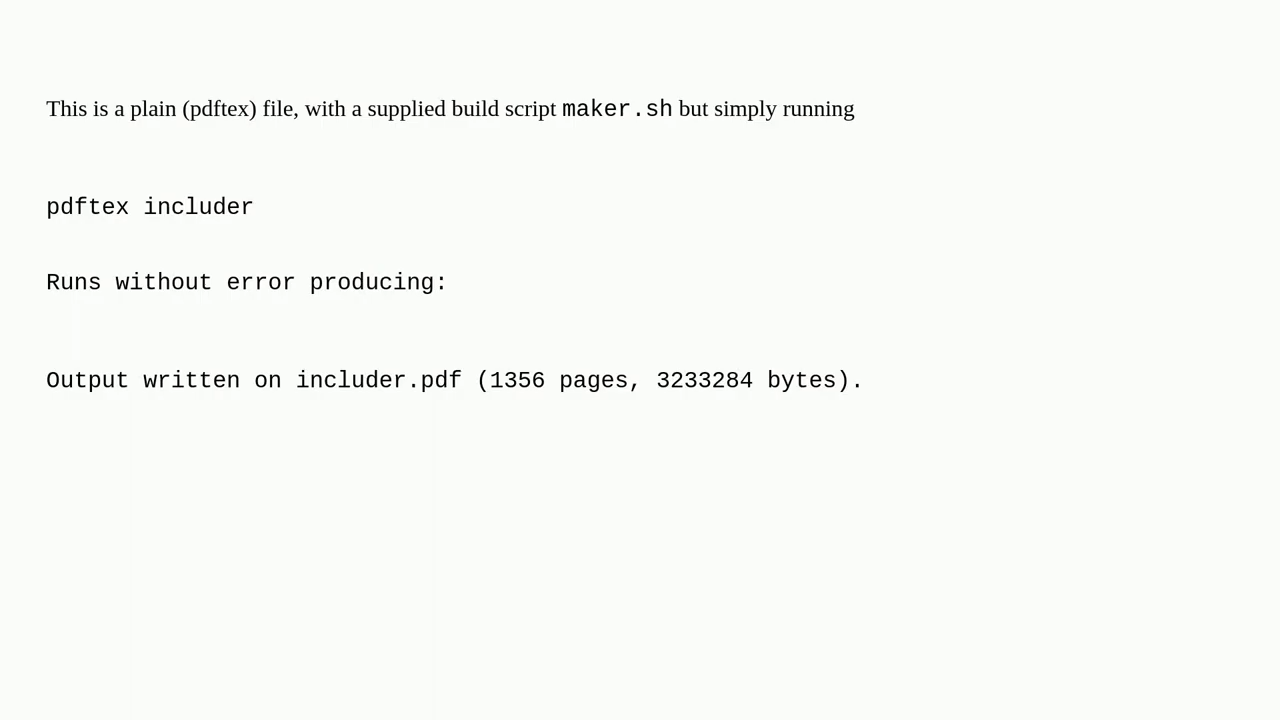 This is a plain (pdftex) file, with a supplied build script maker.sh but simply running
pdftex includer
Runs without error producing:
Output written on includer.pdf (1356 pages, 3233284 bytes).